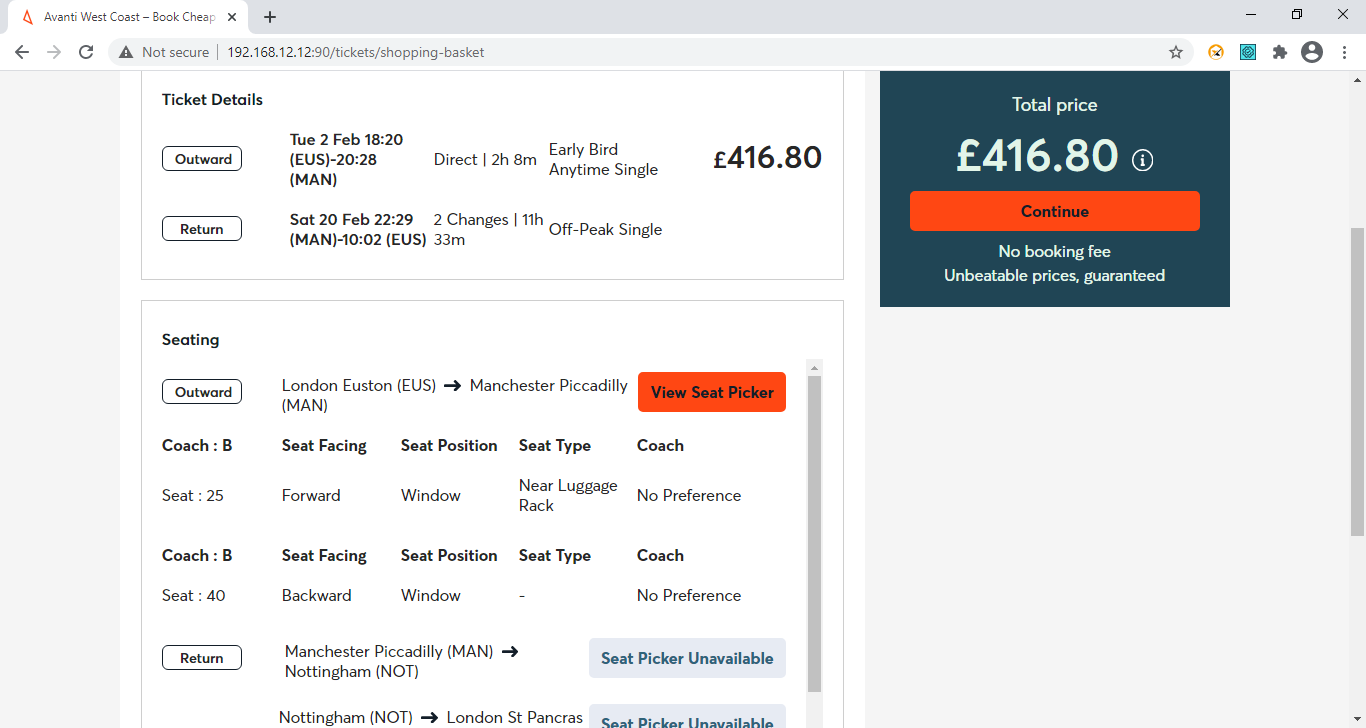 Avanti West Coast – Book Cheap
Not secure
192.168.12.12:90/tickets/shopping-basket
Ticket Details
Outward
Tue 2 Feb 18:20
(EUS)-20:28
(MAN)
Direct | 2h 8m
Early Bird
Anytime Single
£416.80
Return
Sat 20 Feb 22:29
(MAN)-10:02 (EUS)
2 Changes | 11h
33m
Off-Peak Single
Total price
£416.80
Continue
No booking fee
Unbeatable prices, guaranteed
Seating
Outward
London Euston (EUS) → Manchester Piccadilly
(MAN)
View Seat Picker
Coach : B Seat Facing Seat Position Seat Type Coach
Seat : 25 Forward Window Near Luggage
Rack
No Preference
Coach : B Seat Facing Seat Position Seat Type Coach
Seat : 40 Backward Window - No Preference
Return
Manchester Piccadilly (MAN) →
Nottingham (NOT)
Seat Picker Unavailable
Nottingham (NOT) → London St Pancras
Seat Picker Unavailable